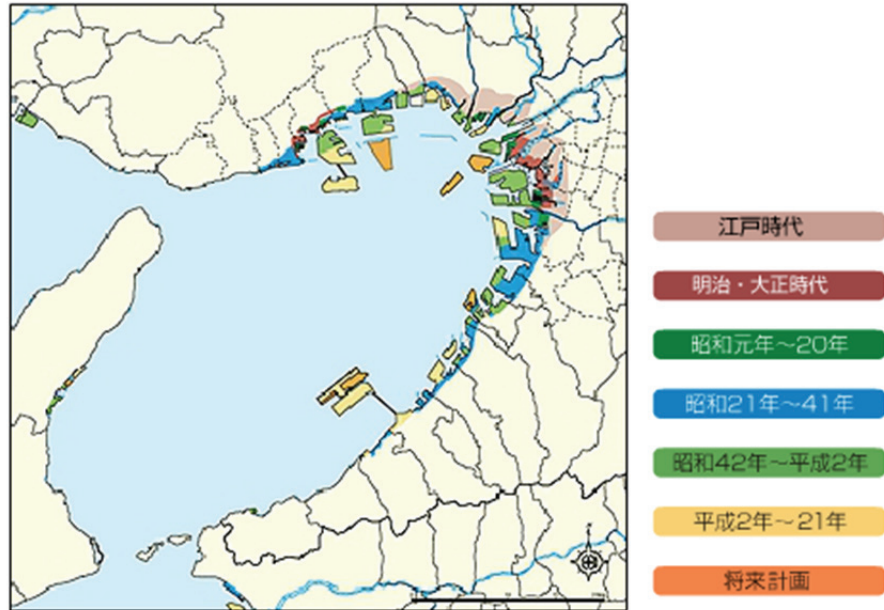 江戸時代
明治・大正時代
昭和元年～20年
昭和21年～41年
昭和42年～平成2年
平成2年～21年
将来計画